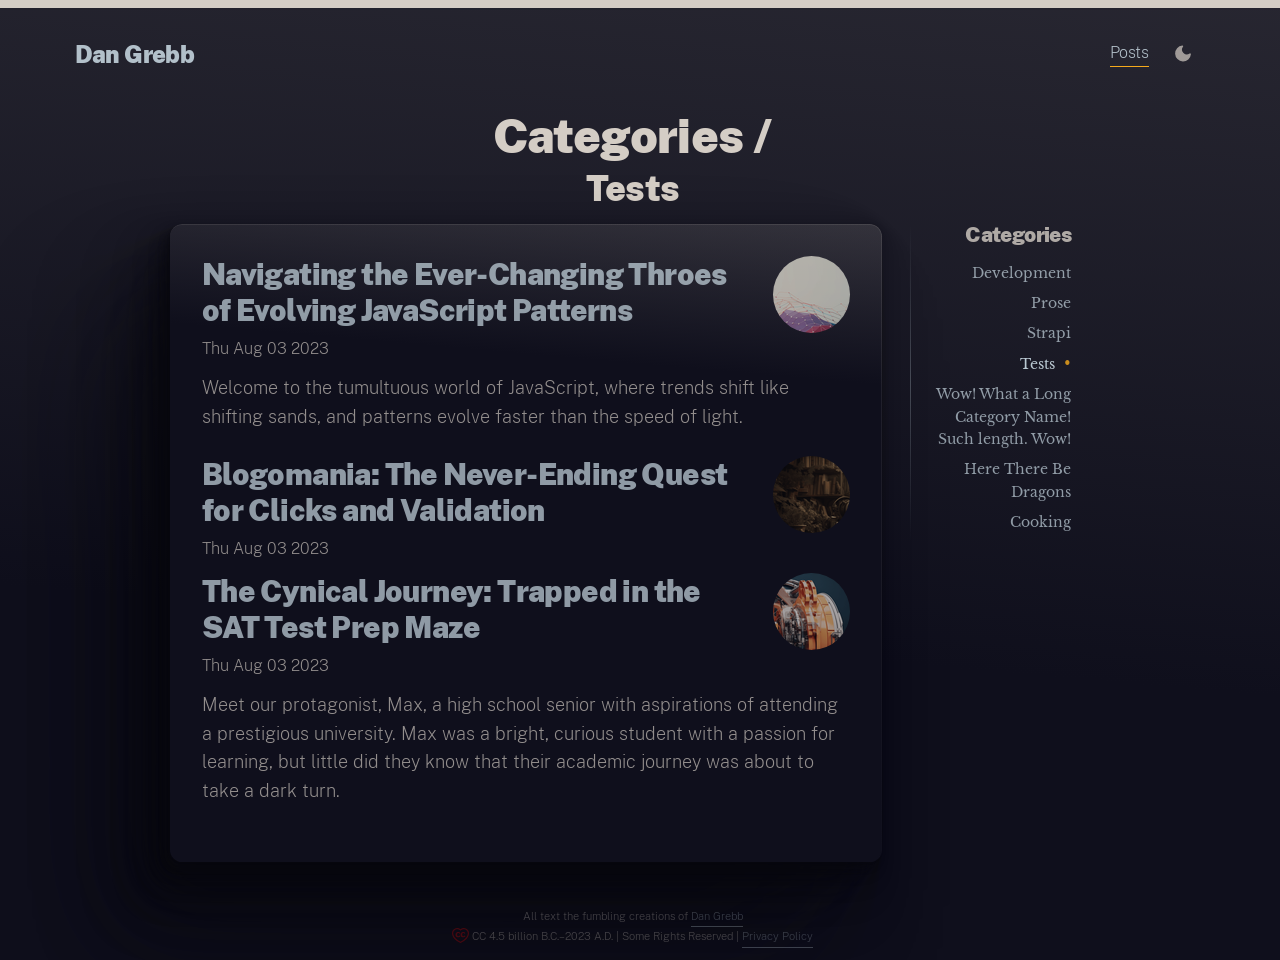 Dan Grebb
Posts
Categories /
Tests
Navigating the Ever-Changing Throes
of Evolving JavaScript Patterns
Thu Aug 03 2023
Welcome to the tumultuous world of JavaScript, where trends shift like
shifting sands, and patterns evolve faster than the speed of light.
Blogomania: The Never-Ending Quest
for Clicks and Validation
Thu Aug 03 2023
The Cynical Journey: Trapped in the
SAT Test Prep Maze
Thu Aug 03 2023
Meet our protagonist, Max, a high school senior with aspirations of attending
a prestigious university. Max was a bright, curious student with a passion for
learning, but little did they know that their academic journey was about to
take a dark turn.
Categories
Development
Prose
Strapi
Tests •
Wow! What a Long
Category Name!
Such length. Wow!
Here There Be
Dragons
Cooking
All text the fumbling creations of Dan Grebb
CC 4.5 billion B.C.–2023 A.D. | Some Rights Reserved | Privacy Policy